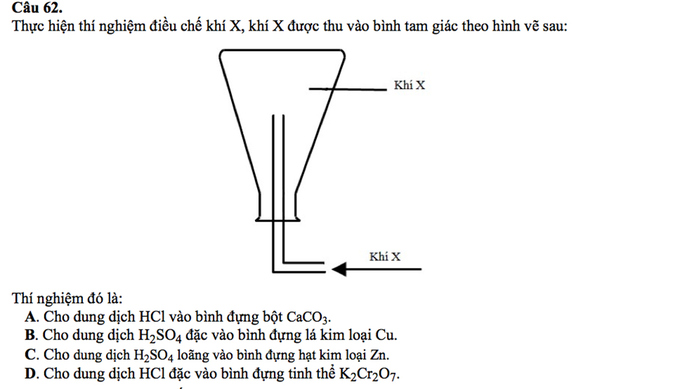 Câu 62.
Thực hiện thí nghiệm điều chế khí X, khí X được thu vào bình tam giác theo hình vẽ sau:
Khí X
Khí X
Thí nghiệm đó là:
A. Cho dung dịch HCl vào bình đựng bột CaCO₃.
B. Cho dung dịch H₂SO₄ đặc vào bình đựng lá kim loại Cu.
C. Cho dung dịch H₂SO₄ loãng vào bình đựng hạt kim loại Zn.
D. Cho dung dịch HCl đặc vào bình đựng tinh thể K₂Cr₂O₇.